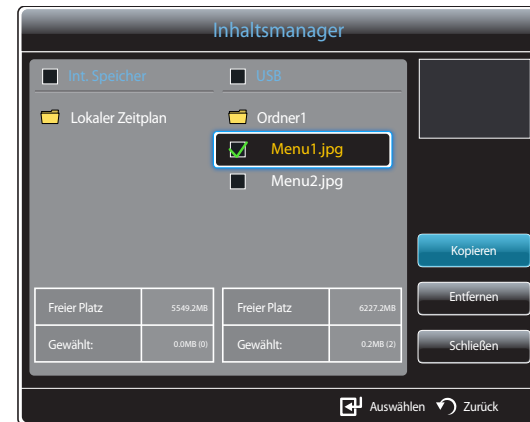 Inhaltsmanager
Int. Speicher
USB
Lokaler Zeitplan
Ordner1
Menu1.jpg
Menu2.jpg
Kopieren
Entfernen
Schließen
Freier Platz 5549.2MB
Gewählt: 0.0MB (0)
Freier Platz 6227.2MB
Gewählt: 0.2MB (2)
Auswählen Zurück